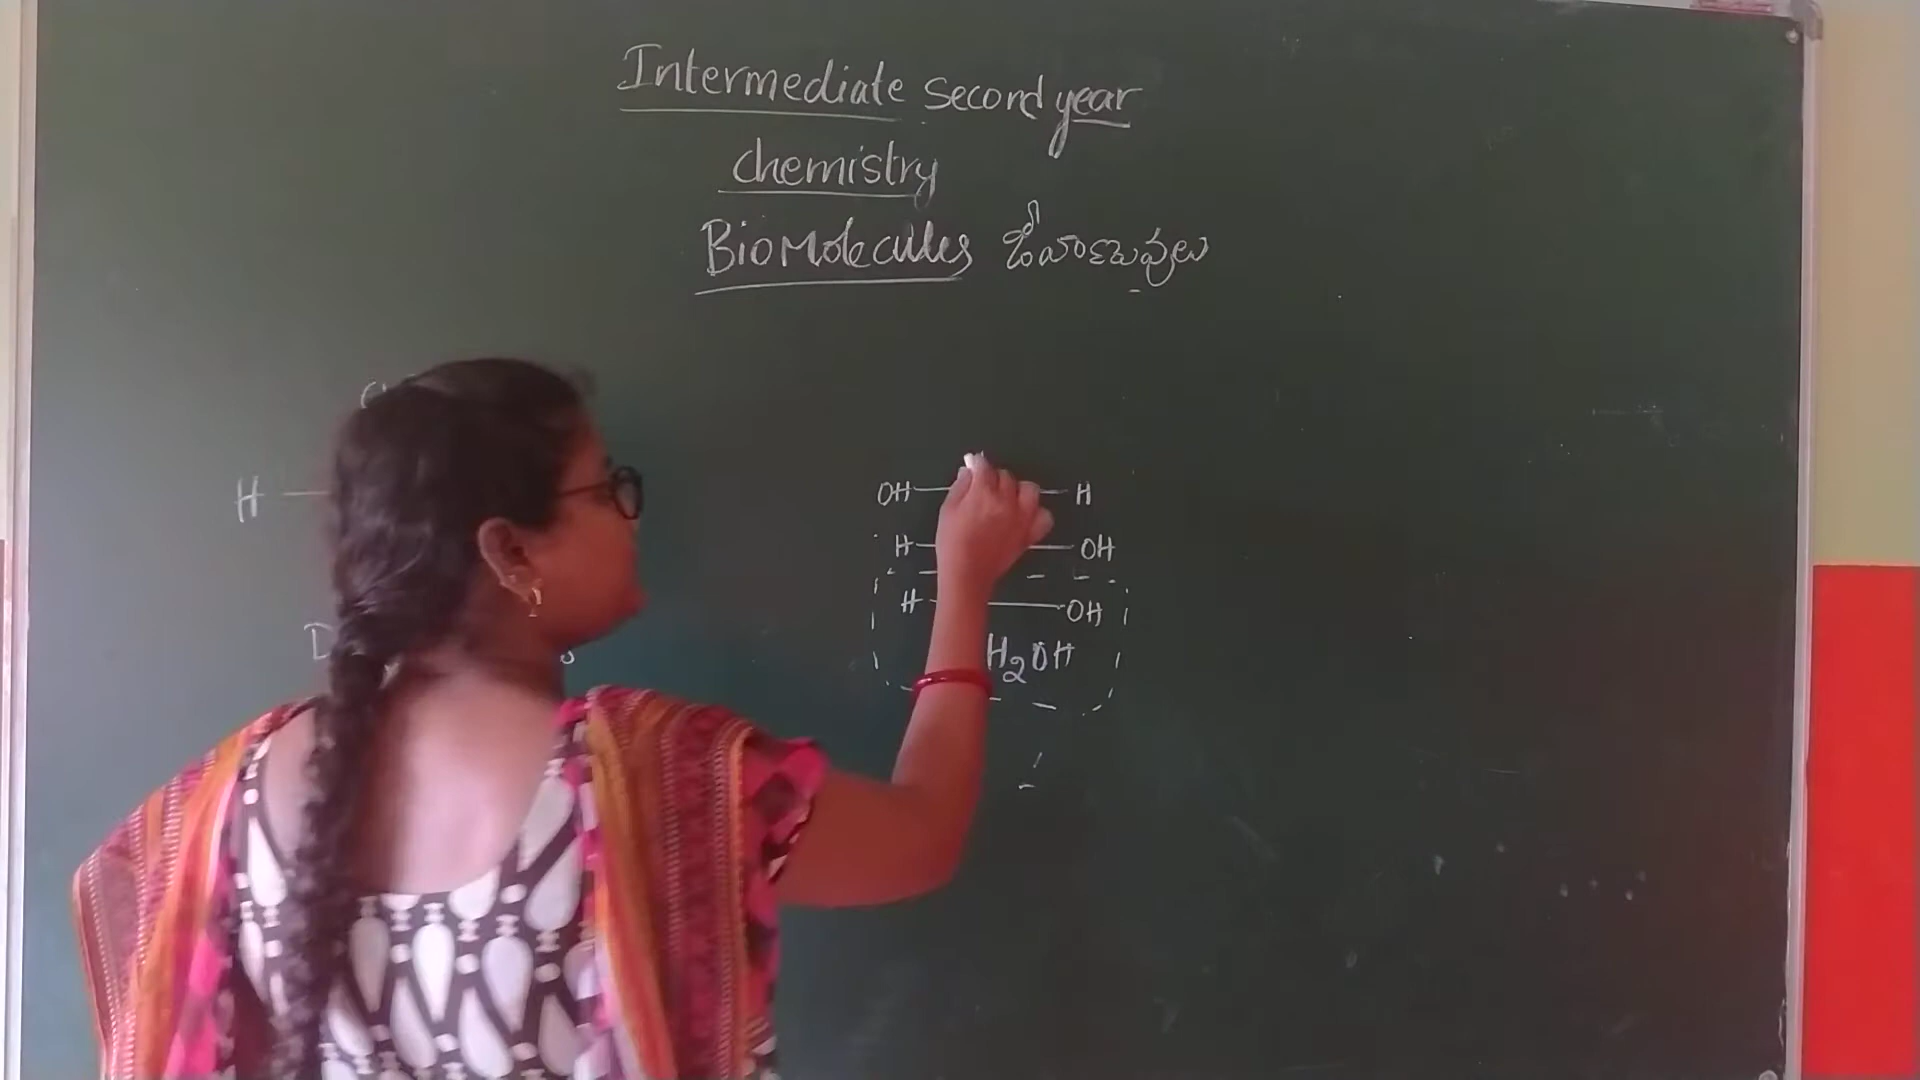 Intermediate Second year
chemistry
BioMolecules జీవాణువులు
H
OH H
H OH
H OH
H2OH